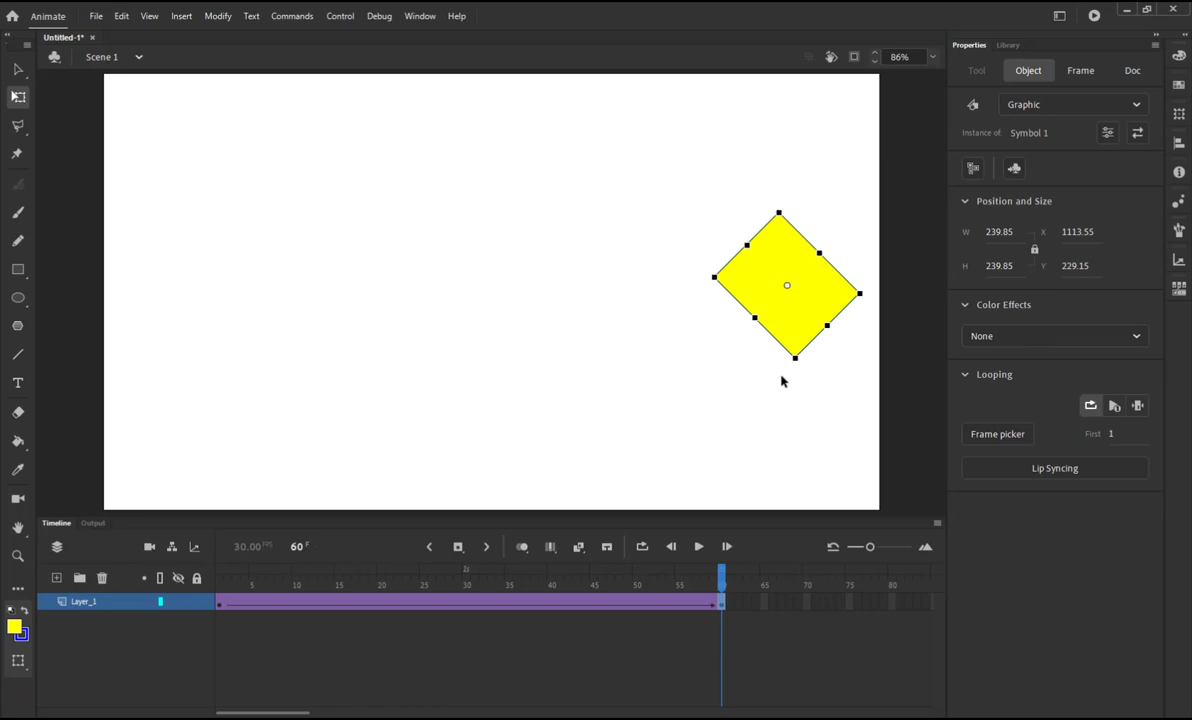 Animate File Edit View Insert Modify Text Commands Control Debug Window Help
Untitled-1*
Scene 1
86%
Properties Library
Tool Object Frame Doc
Graphic
Instance of: Symbol 1
Position and Size
W 239.85 X 1113.55
H 239.85 Y 229.15
Color Effects
None
Looping
Frame picker First 1
Lip Syncing
Timeline Output
30.00 FPS 60 F
1s
5 10 15 20 25 30 35 40 45 50 55 65 70 75 80
Layer_1